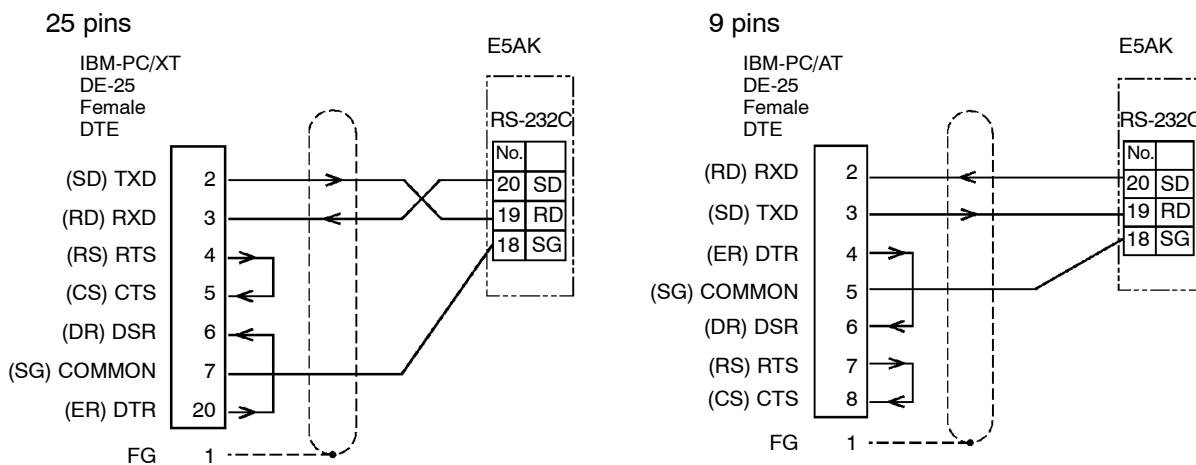 25 pins
IBM-PC/XT
DE-25
Female
DTE
E5AK
RS-232C
No.
(SD) TXD 2
20 SD
(RD) RXD 3
19 RD
(RS) RTS 4
18 SG
(CS) CTS 5
(DR) DSR 6
(SG) COMMON 7
(ER) DTR 20
FG 1
9 pins
IBM-PC/AT
DE-25
Female
DTE
E5AK
RS-232C
No.
(RD) RXD 2
20 SD
(SD) TXD 3
19 RD
(ER) DTR 4
18 SG
(SG) COMMON 5
(DR) DSR 6
(RS) RTS 7
(CS) CTS 8
FG 1